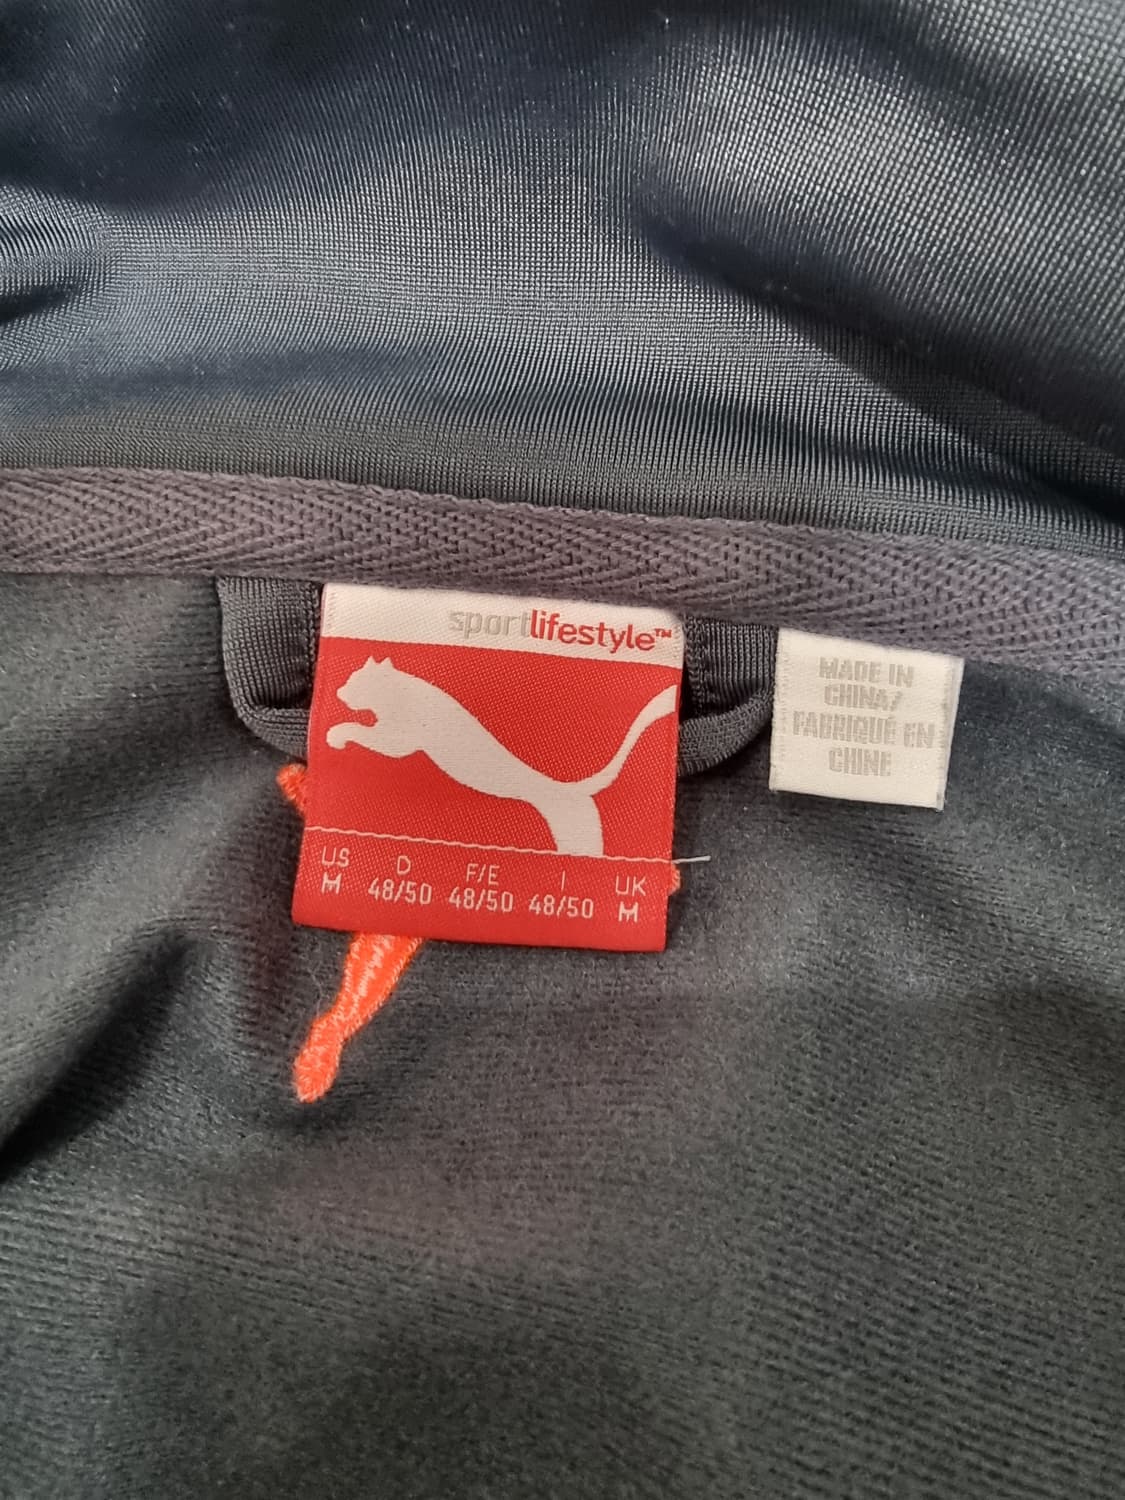 sportlifestyle™
US D F/E I UK
M 48/50 48/50 48/50 M
MADE IN
CHINA/
FABRIQUÉ EN
CHINE